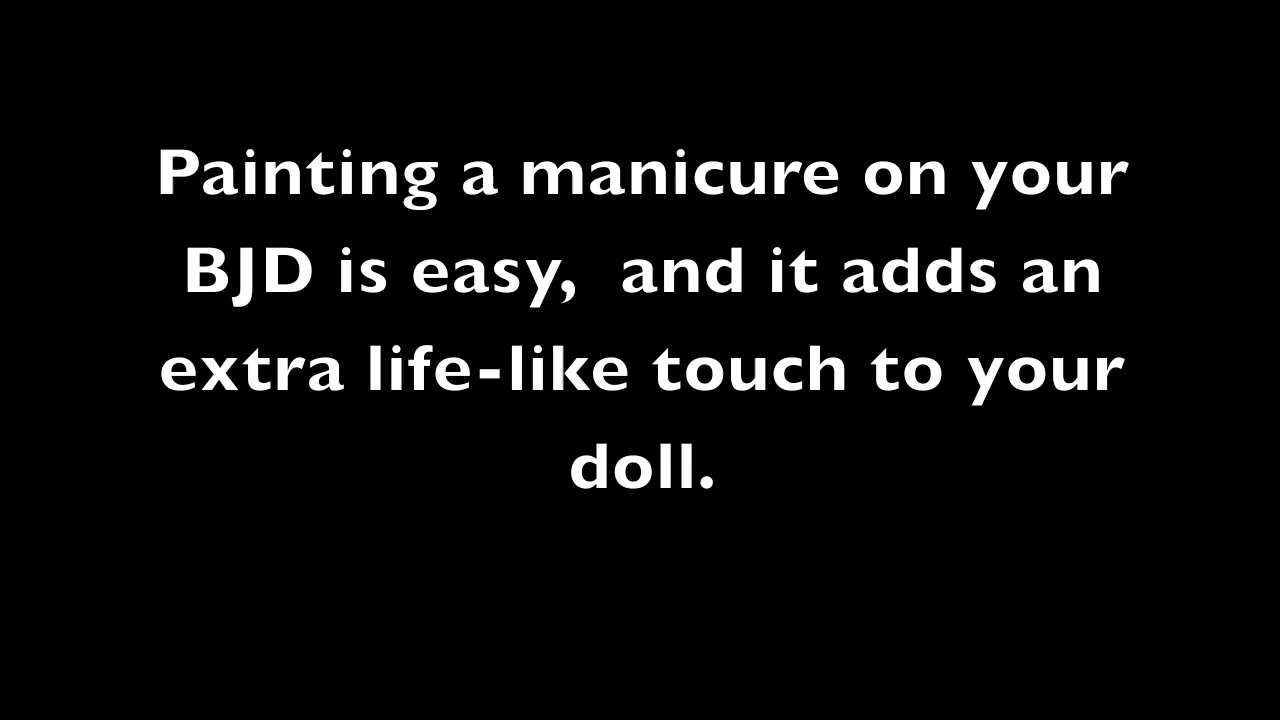 Painting a manicure on your
BJD is easy,  and it adds an
extra life-like touch to your
doll.